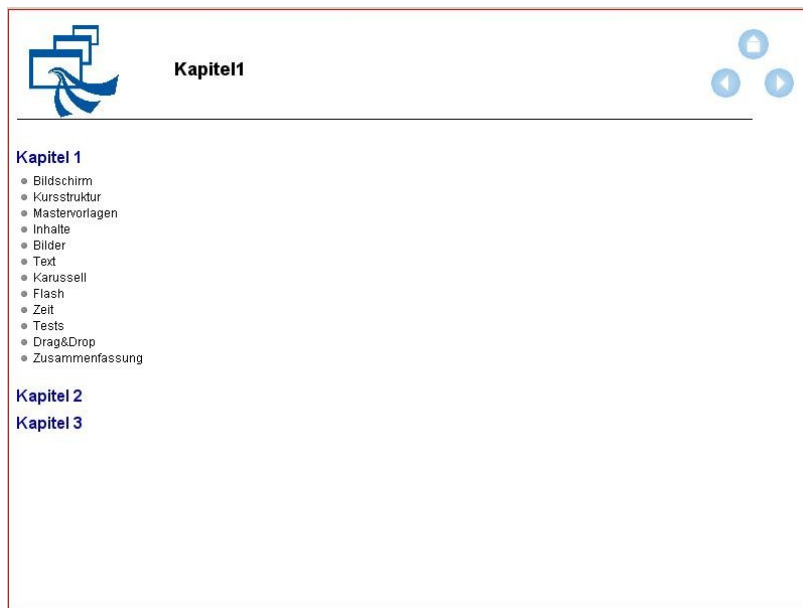 Kapitel1
Kapitel 1
Bildschirm
Kursstruktur
Mastervorlagen
Inhalte
Bilder
Text
Karussell
Flash
Zeit
Tests
Drag&Drop
Zusammenfassung
Kapitel 2
Kapitel 3